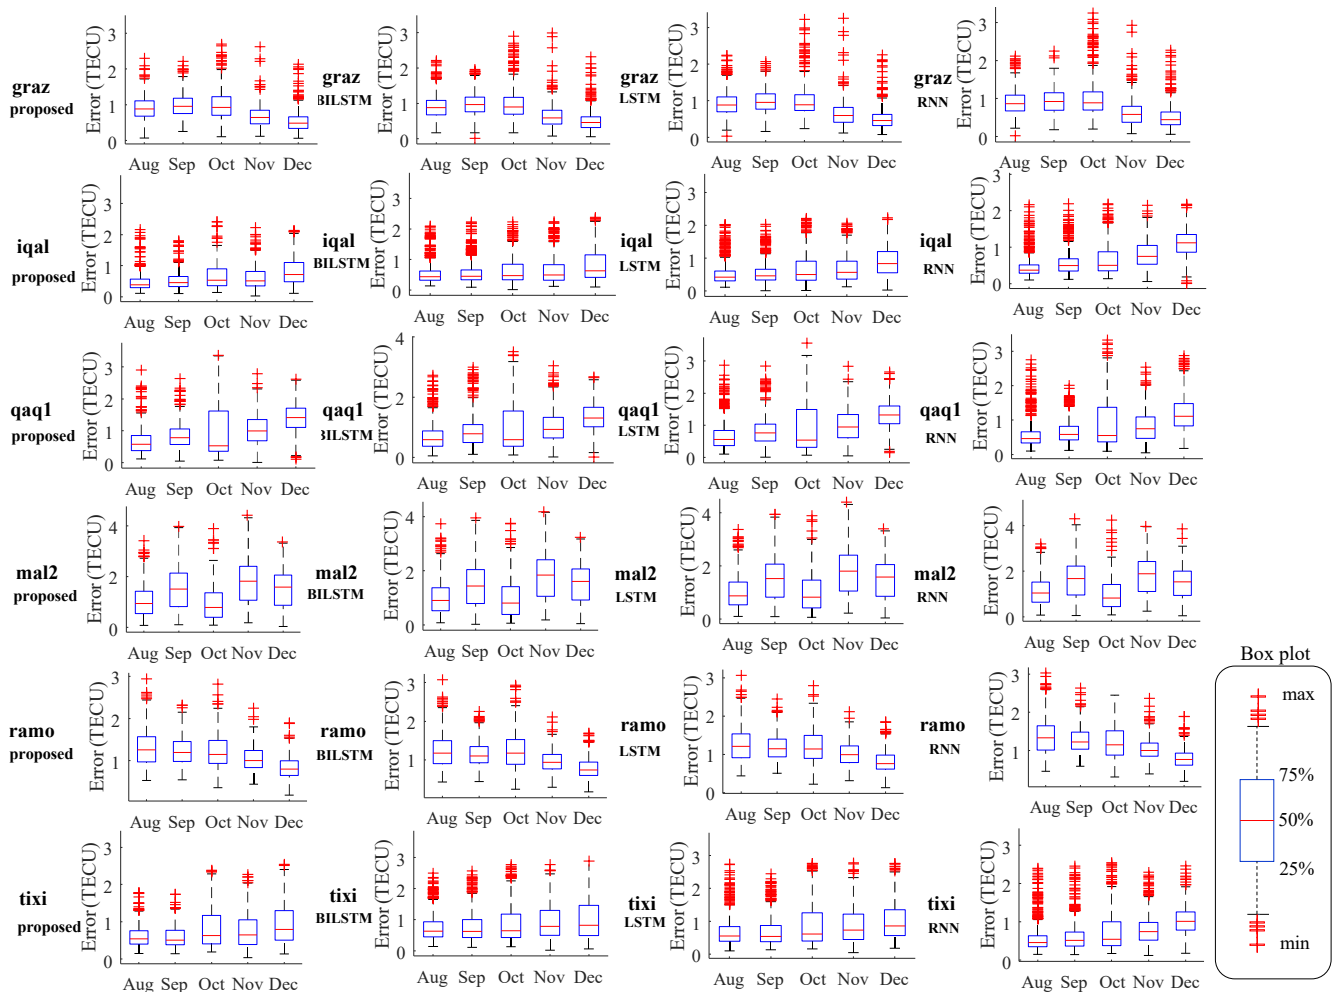 graz
proposed
Error (TECU)
3
2
1
0
Aug Sep Oct Nov Dec
graz
BILSTM
Error (TECU)
3
2
1
0
Aug Sep Oct Nov Dec
graz
LSTM
Error (TECU)
3
2
1
0
Aug Sep Oct Nov Dec
graz
RNN
Error (TECU)
3
2
1
0
Aug Sep Oct Nov Dec
iqal
proposed
Error (TECU)
3
2
1
0
Aug Sep Oct Nov Dec
iqal
BILSTM
Error (TECU)
3
2
1
0
Aug Sep Oct Nov Dec
iqal
LSTM
Error (TECU)
3
2
1
0
Aug Sep Oct Nov Dec
iqal
RNN
Error (TECU)
3
2
1
0
Aug Sep Oct Nov Dec
qaq1
proposed
Error (TECU)
3
2
1
0
Aug Sep Oct Nov Dec
qaq1
BILSTM
Error (TECU)
4
2
0
Aug Sep Oct Nov Dec
qaq1
LSTM
Error (TECU)
3
2
1
0
Aug Sep Oct Nov Dec
qaq1
RNN
Error (TECU)
3
2
1
0
Aug Sep Oct Nov Dec
mal2
proposed
Error (TECU)
4
2
0
Aug Sep Oct Nov Dec
mal2
BILSTM
Error (TECU)
4
2
0
Aug Sep Oct Nov Dec
mal2
LSTM
Error (TECU)
4
2
0
Aug Sep Oct Nov Dec
mal2
RNN
Error (TECU)
4
2
0
Aug Sep Oct Nov Dec
ramo
proposed
Error (TECU)
3
2
1
Aug Sep Oct Nov Dec
ramo
BILSTM
Error (TECU)
3
2
1
0
Aug Sep Oct Nov Dec
ramo
LSTM
Error (TECU)
3
2
1
0
Aug Sep Oct Nov Dec
ramo
RNN
Error (TECU)
3
2
1
Aug Sep Oct Nov Dec
tixi
proposed
Error (TECU)
3
2
1
0
Aug Sep Oct Nov Dec
tixi
BILSTM
Error (TECU)
3
2
1
0
Aug Sep Oct Nov Dec
tixi
LSTM
Error (TECU)
3
2
1
0
Aug Sep Oct Nov Dec
tixi
RNN
Error (TECU)
3
2
1
0
Aug Sep Oct Nov Dec
Box plot
max
75%
50%
25%
min